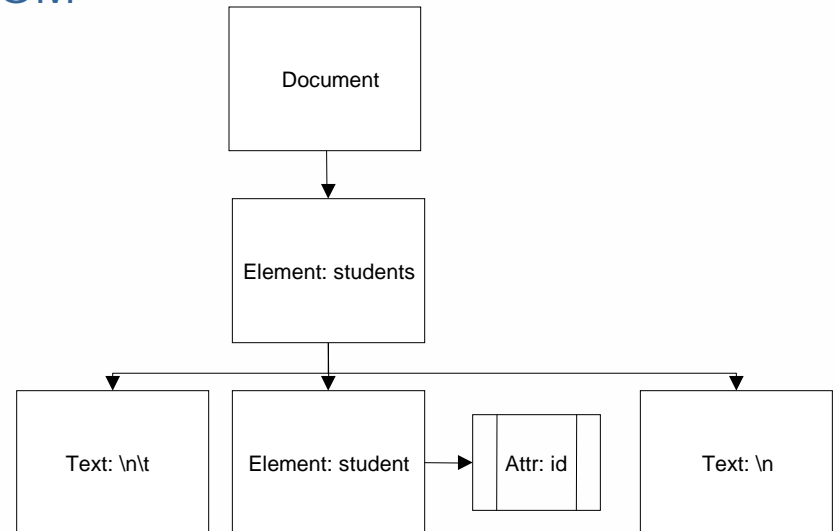 Document
Element: students
Text: \n\t
Element: student
Attr: id
Text: \n